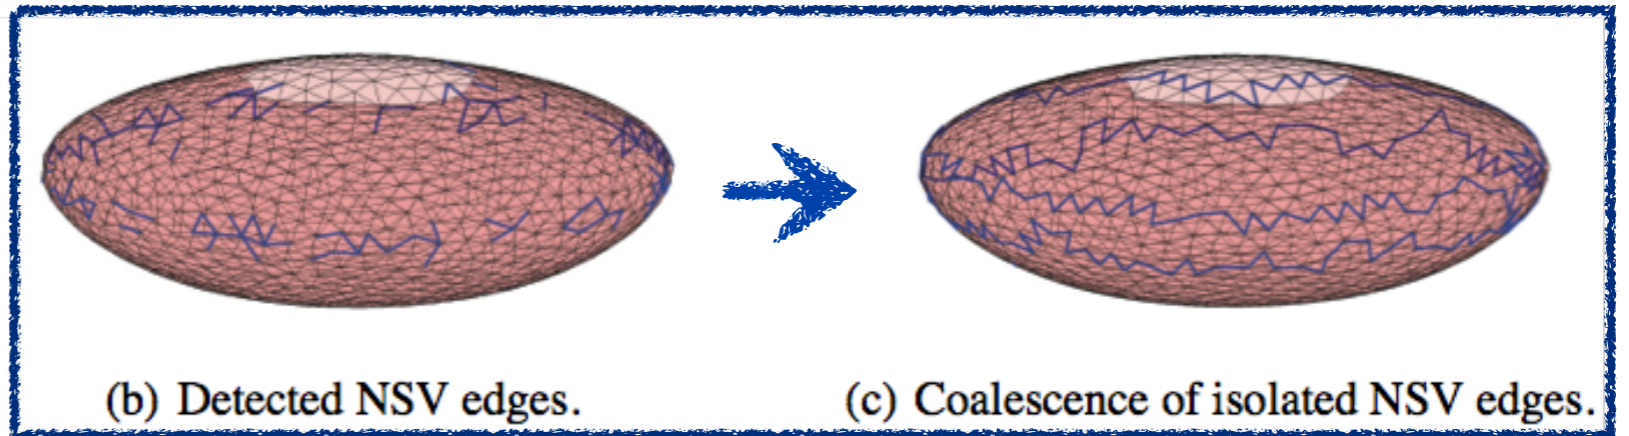 (b) Detected NSV edges.
(c) Coalescence of isolated NSV edges.